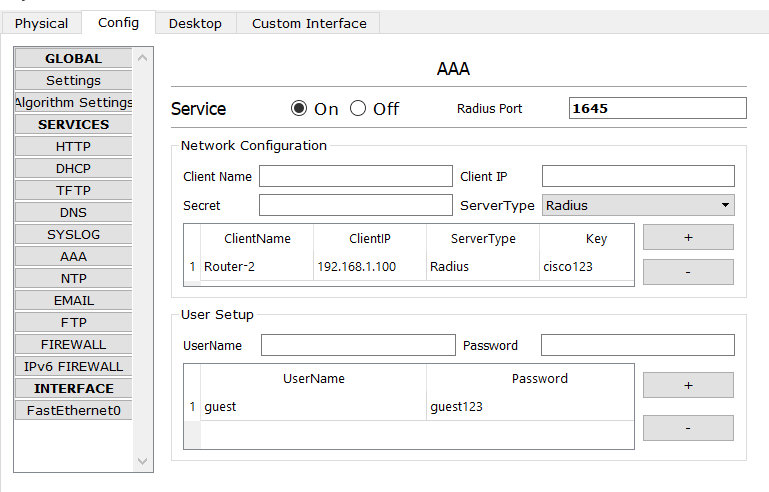 Physical Config Desktop Custom Interface
GLOBAL
Settings
Algorithm Settings
SERVICES
HTTP
DHCP
TFTP
DNS
SYSLOG
AAA
NTP
EMAIL
FTP
FIREWALL
IPv6 FIREWALL
INTERFACE
FastEthernet0
AAA
Service On Off Radius Port 1645
Network Configuration
Client Name Client IP
Secret ServerType Radius
ClientName ClientIP ServerType Key
1 Router-2 192.168.1.100 Radius cisco123
+
-
User Setup
UserName Password
UserName Password
1 guest guest123
+
-